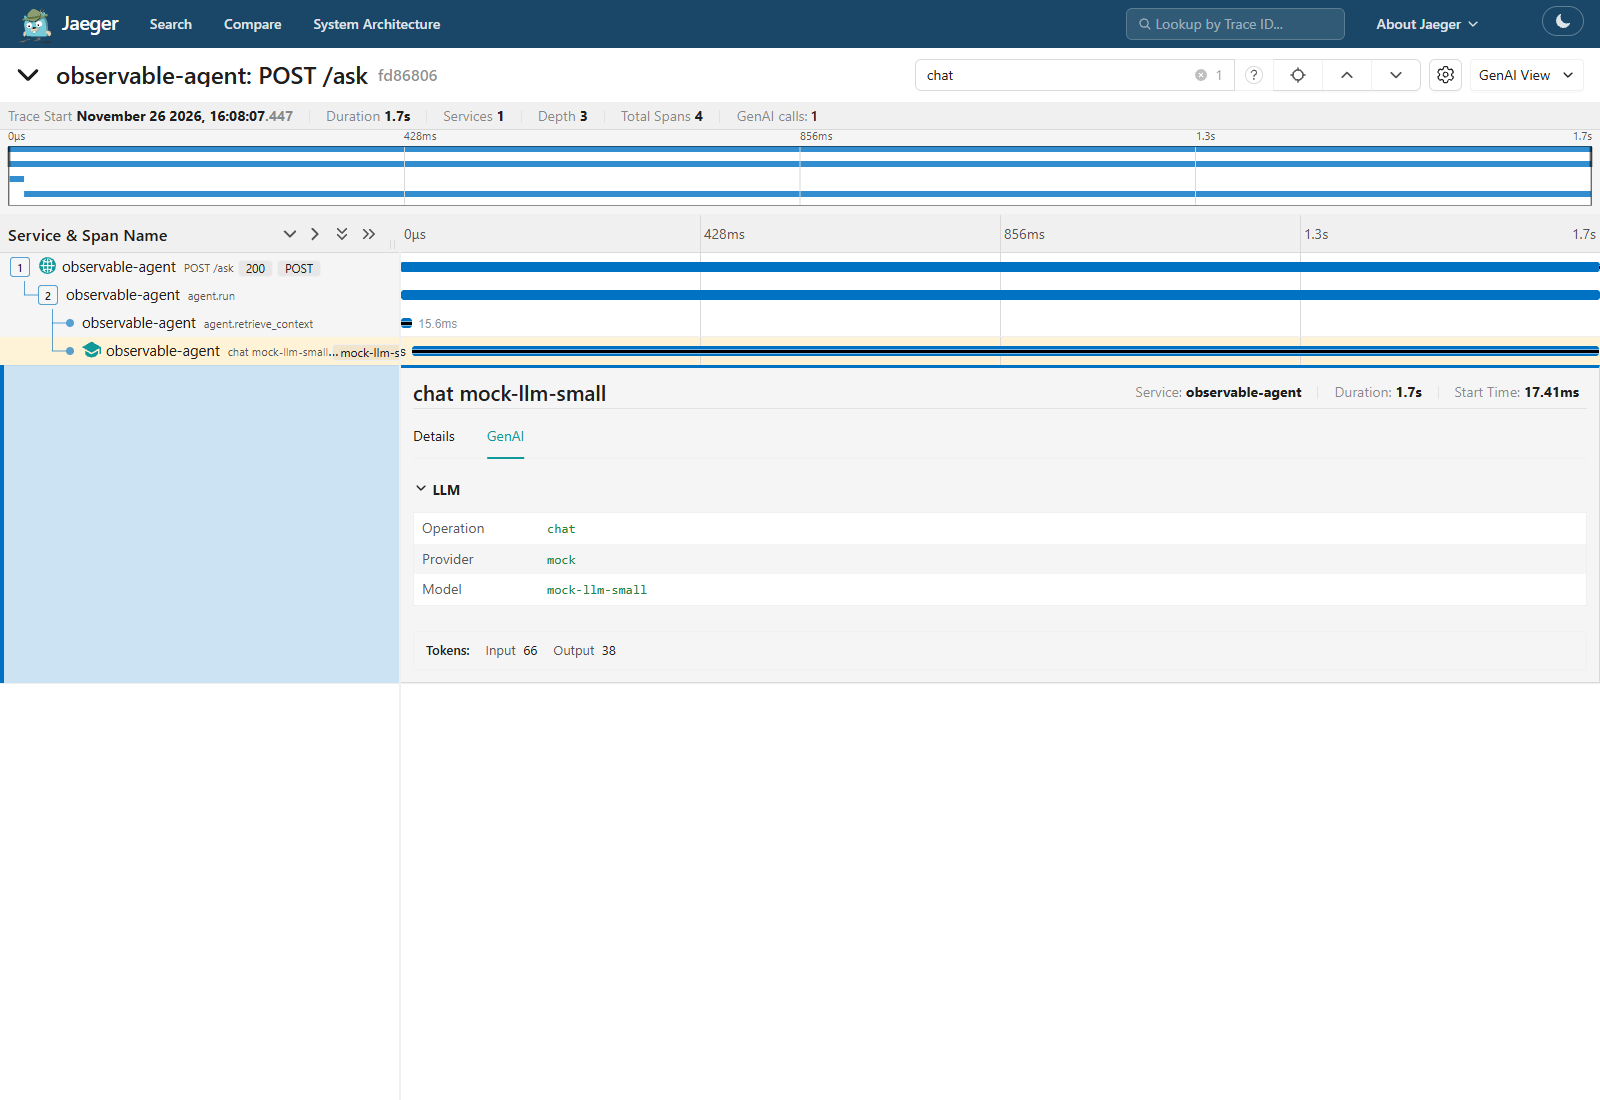 Jaeger Search Compare System Architecture Lookup by Trace ID... About Jaeger
observable-agent: POST /ask fd86806 chat 1 ? GenAI View
Trace Start November 26 2026, 16:08:07.447 Duration 1.7s Services 1 Depth 3 Total Spans 4 GenAI calls: 1
0μs 428ms 856ms 1.3s 1.7s
Service & Span Name 0μs 428ms 856ms 1.3s 1.7s
1 observable-agent POST /ask 200 POST
2 observable-agent agent.run
observable-agent agent.retrieve_context 15.6ms
observable-agent chat mock-llm-small... mock-llm-s s
chat mock-llm-small Service: observable-agent Duration: 1.7s Start Time: 17.41ms
Details GenAI
LLM
Operation chat
Provider mock
Model mock-llm-small
Tokens: Input 66 Output 38